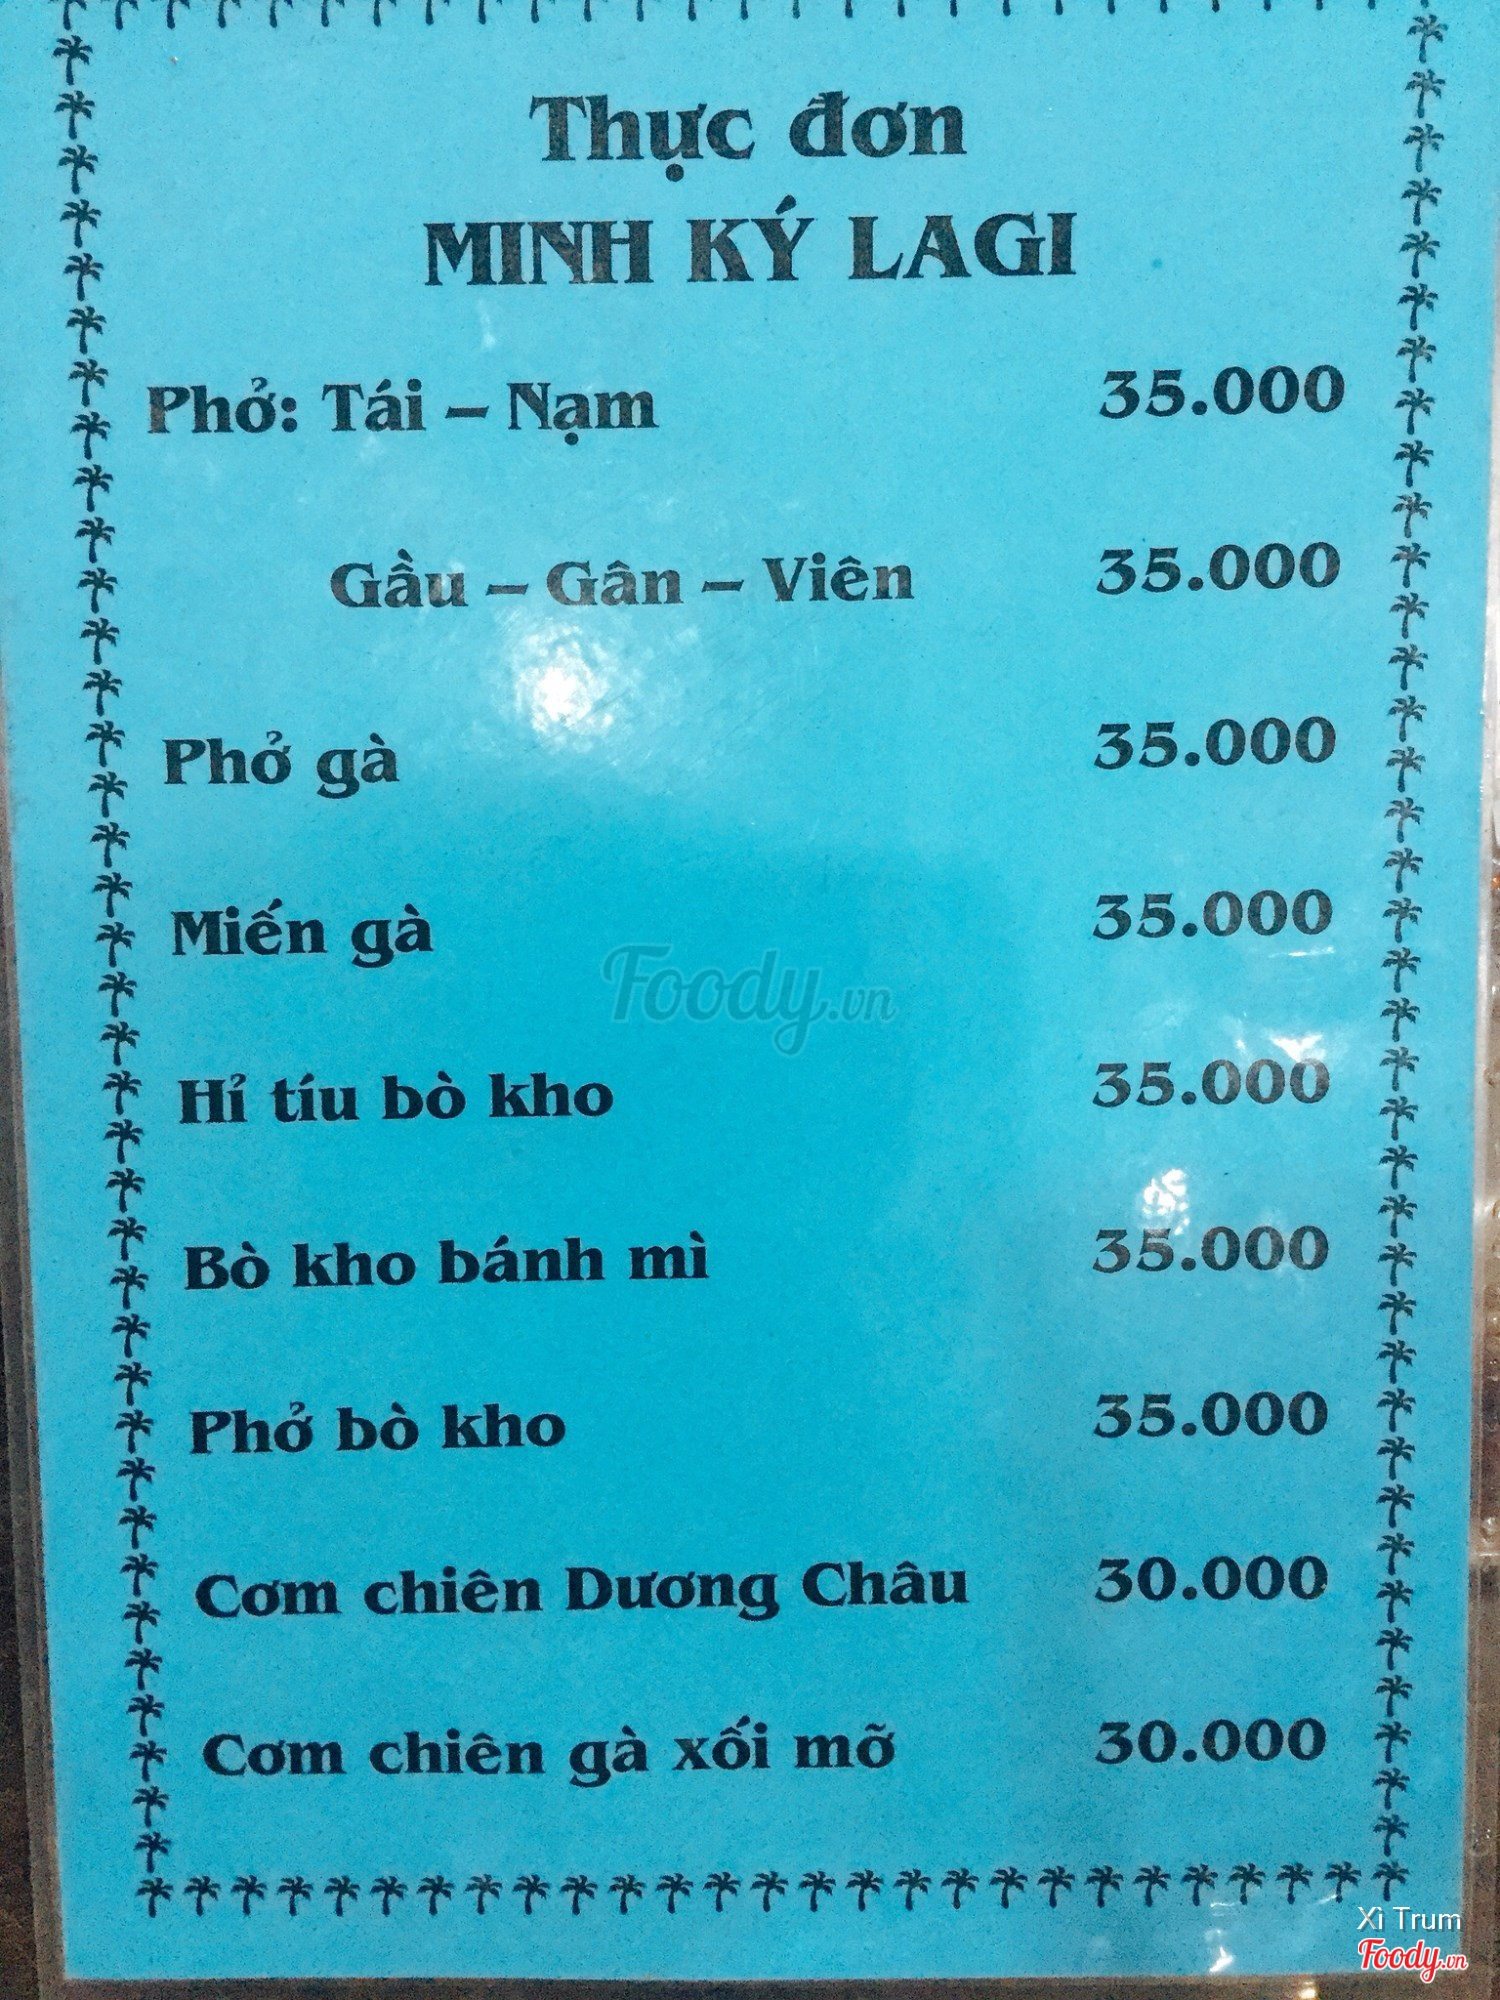 Thực đơn
MINH KÝ LAGI
Phở: Tái – Nạm 35.000
Gầu – Gân – Viên 35.000
Phở gà 35.000
Miến gà 35.000
Foody.vn
Hỉ tíu bò kho 35.000
Bò kho bánh mì 35.000
Phở bò kho 35.000
Cơm chiên Dương Châu 30.000
Cơm chiên gà xối mỡ 30.000
Xì Trum
Foody.vn